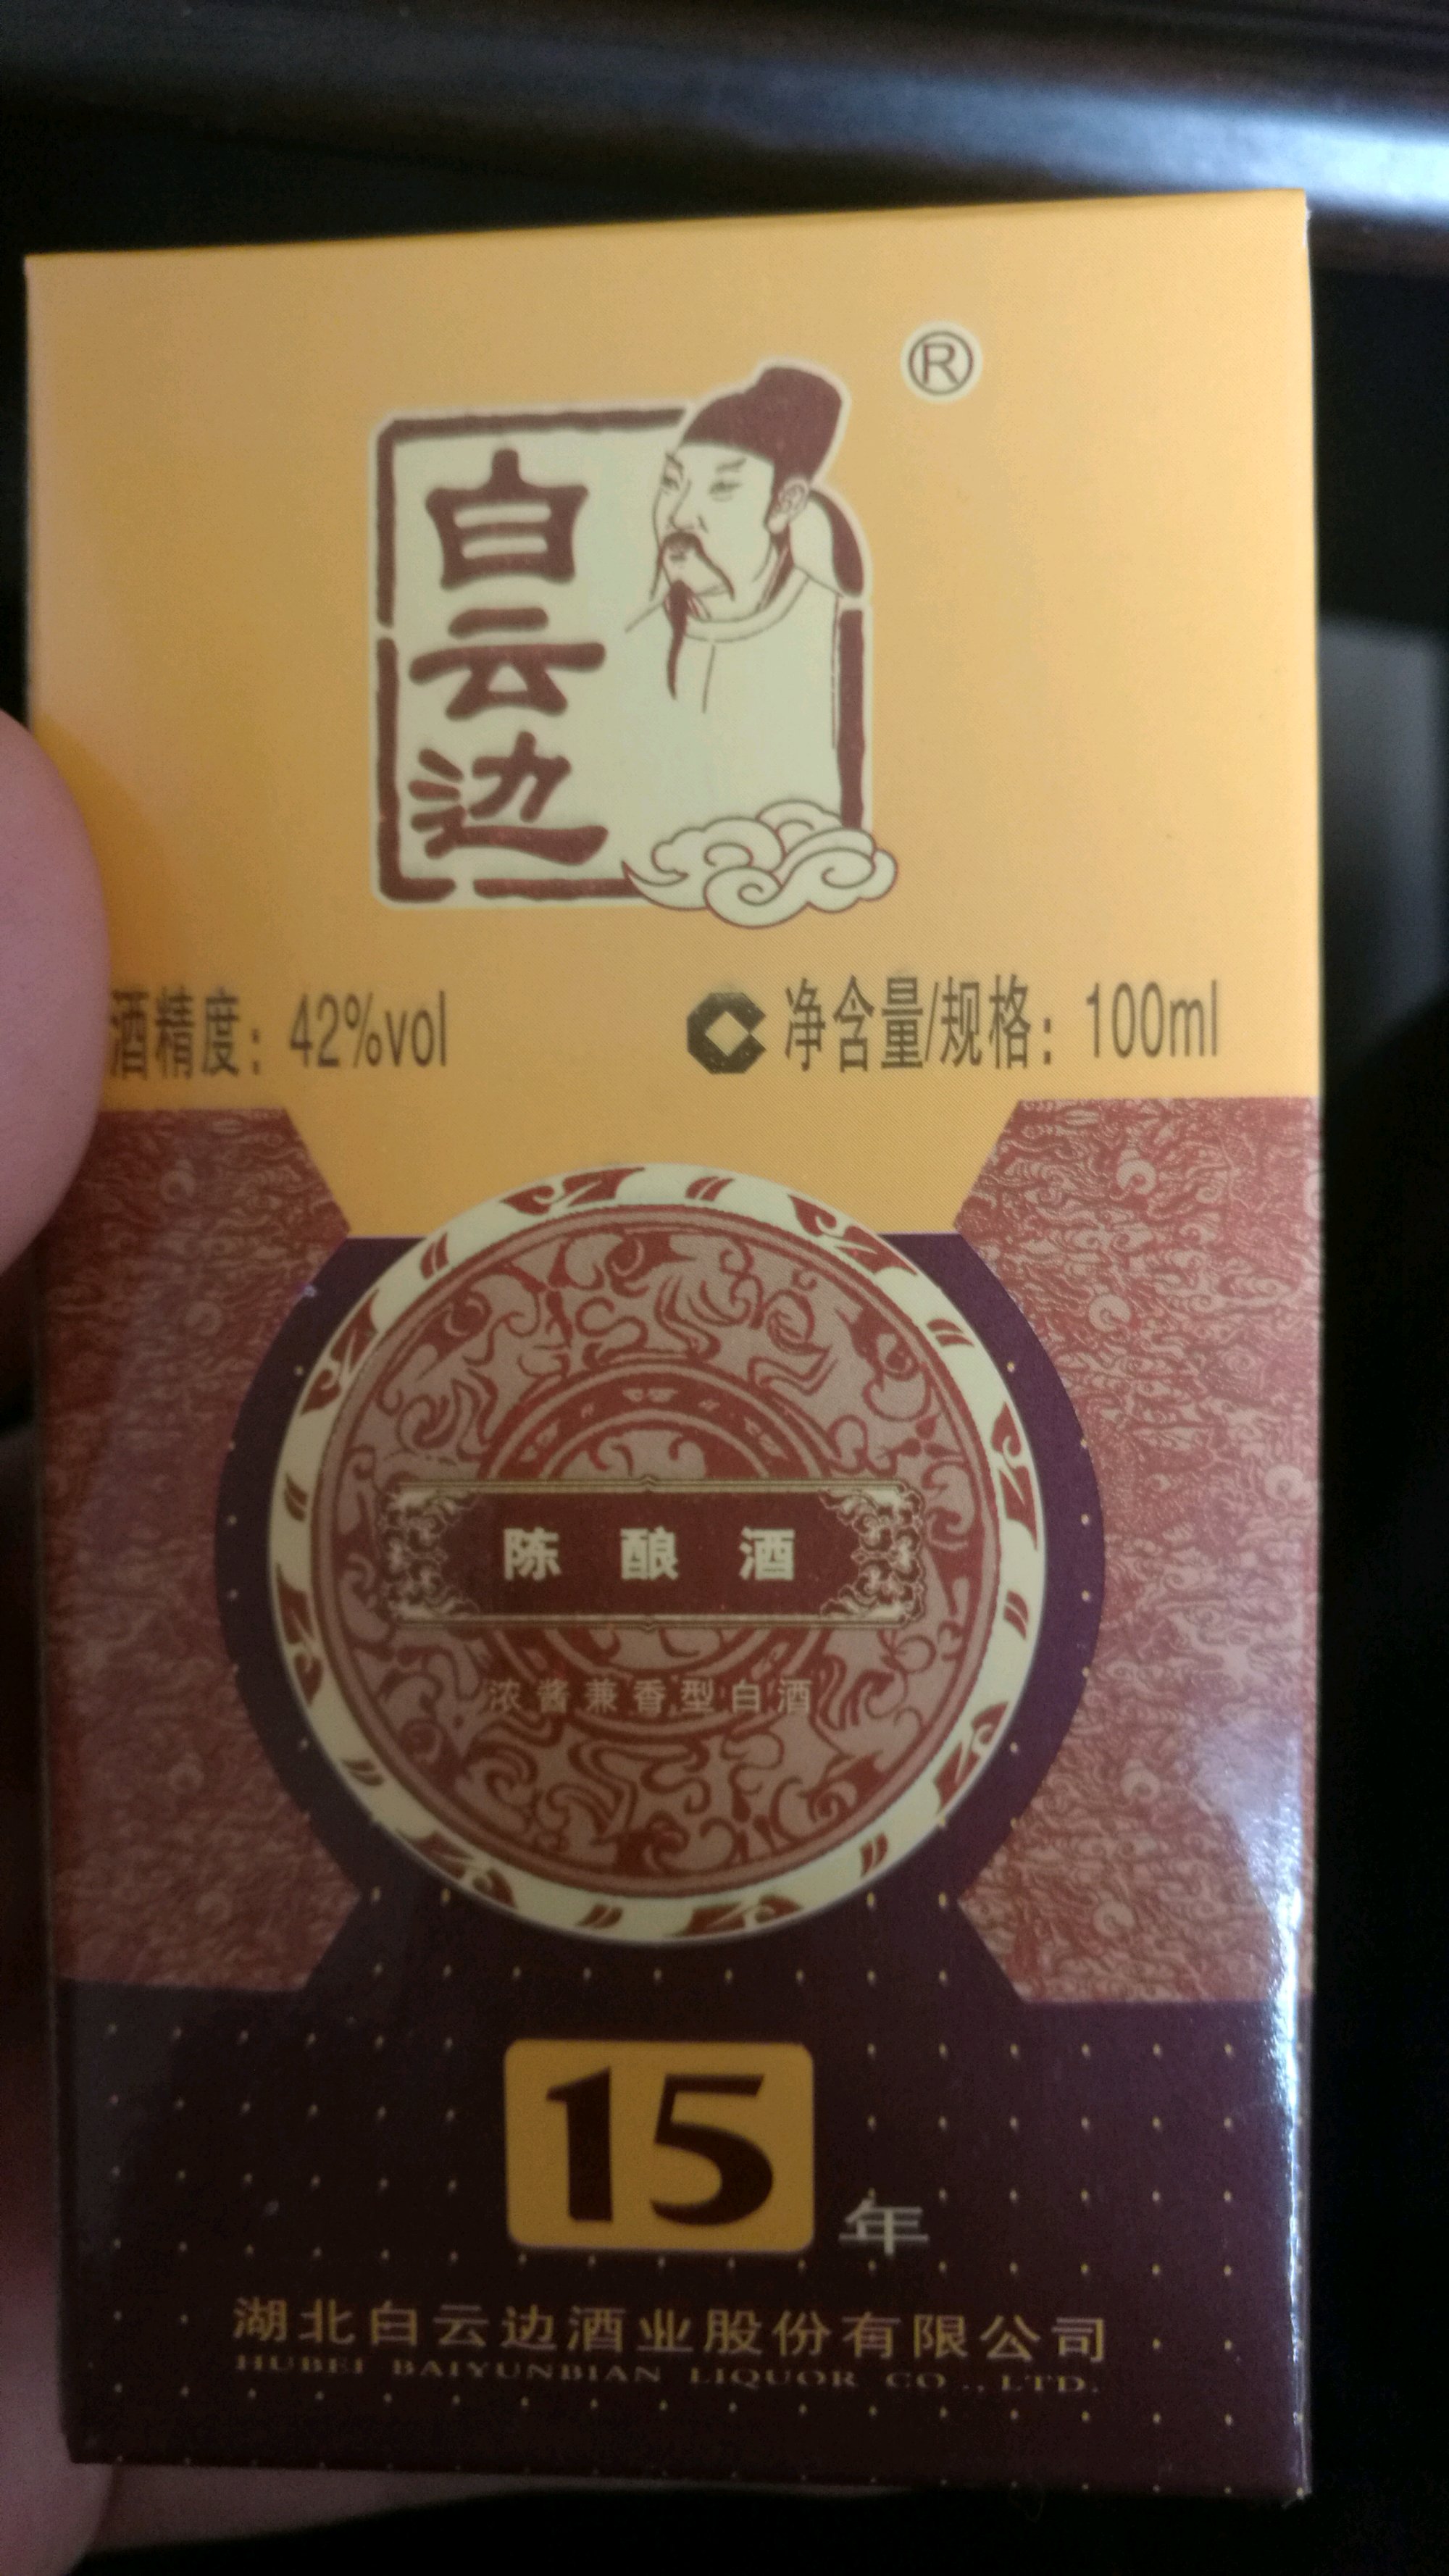 ®
白云边
酒精度：42%vol
净含量/规格：100ml
陈酿酒
浓酱兼香型白酒
15年
湖北白云边酒业股份有限公司
HUBEI BAIYUNBIAN LIQUOR CO.,LTD.